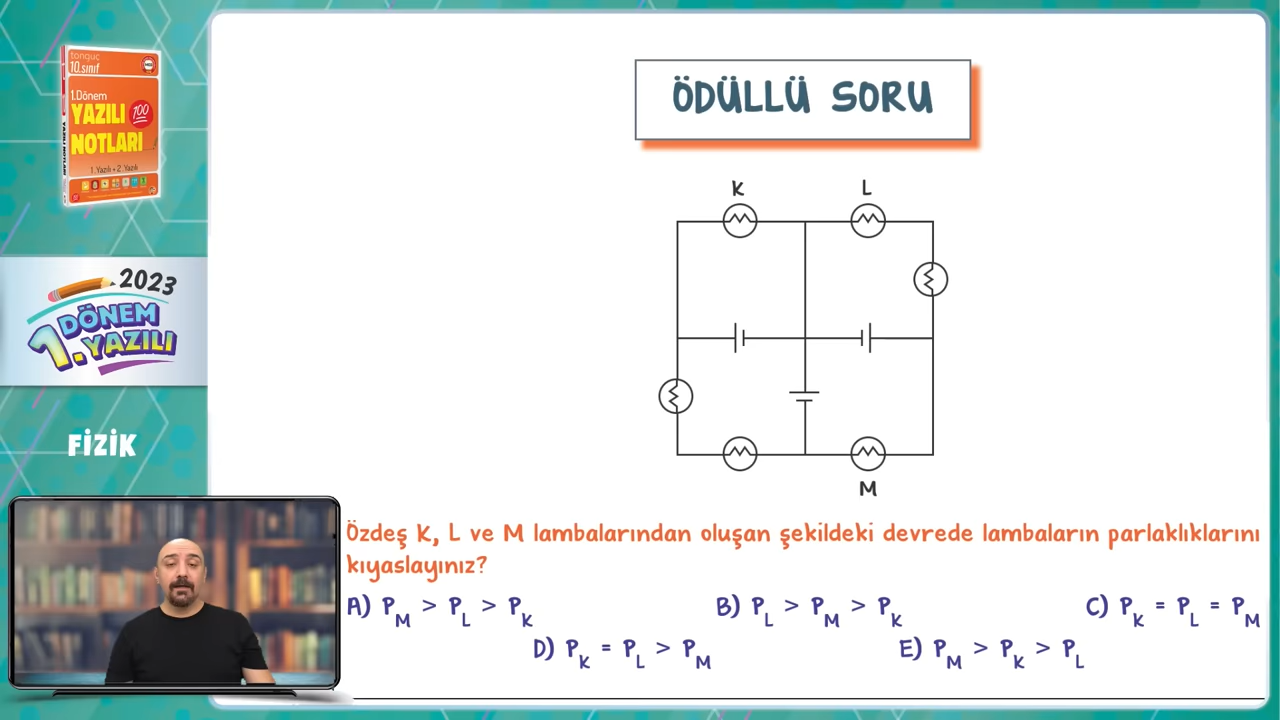 tonguç
10.sınıf
1.Dönem
YAZILI
100
NOTLARI
1. Yazılı + 2. Yazılı
YAZILI NOTLARI
2023
1. DÖNEM
YAZILI
FİZİK
ÖDÜLLÜ SORU
K L
M
Özdeş K, L ve M lambalarından oluşan şekildeki devrede lambaların parlaklıklarını
kıyaslayınız?
A) P_M > P_L > P_K B) P_L > P_M > P_K C) P_K = P_L = P_M
D) P_K = P_L > P_M E) P_M > P_K > P_L